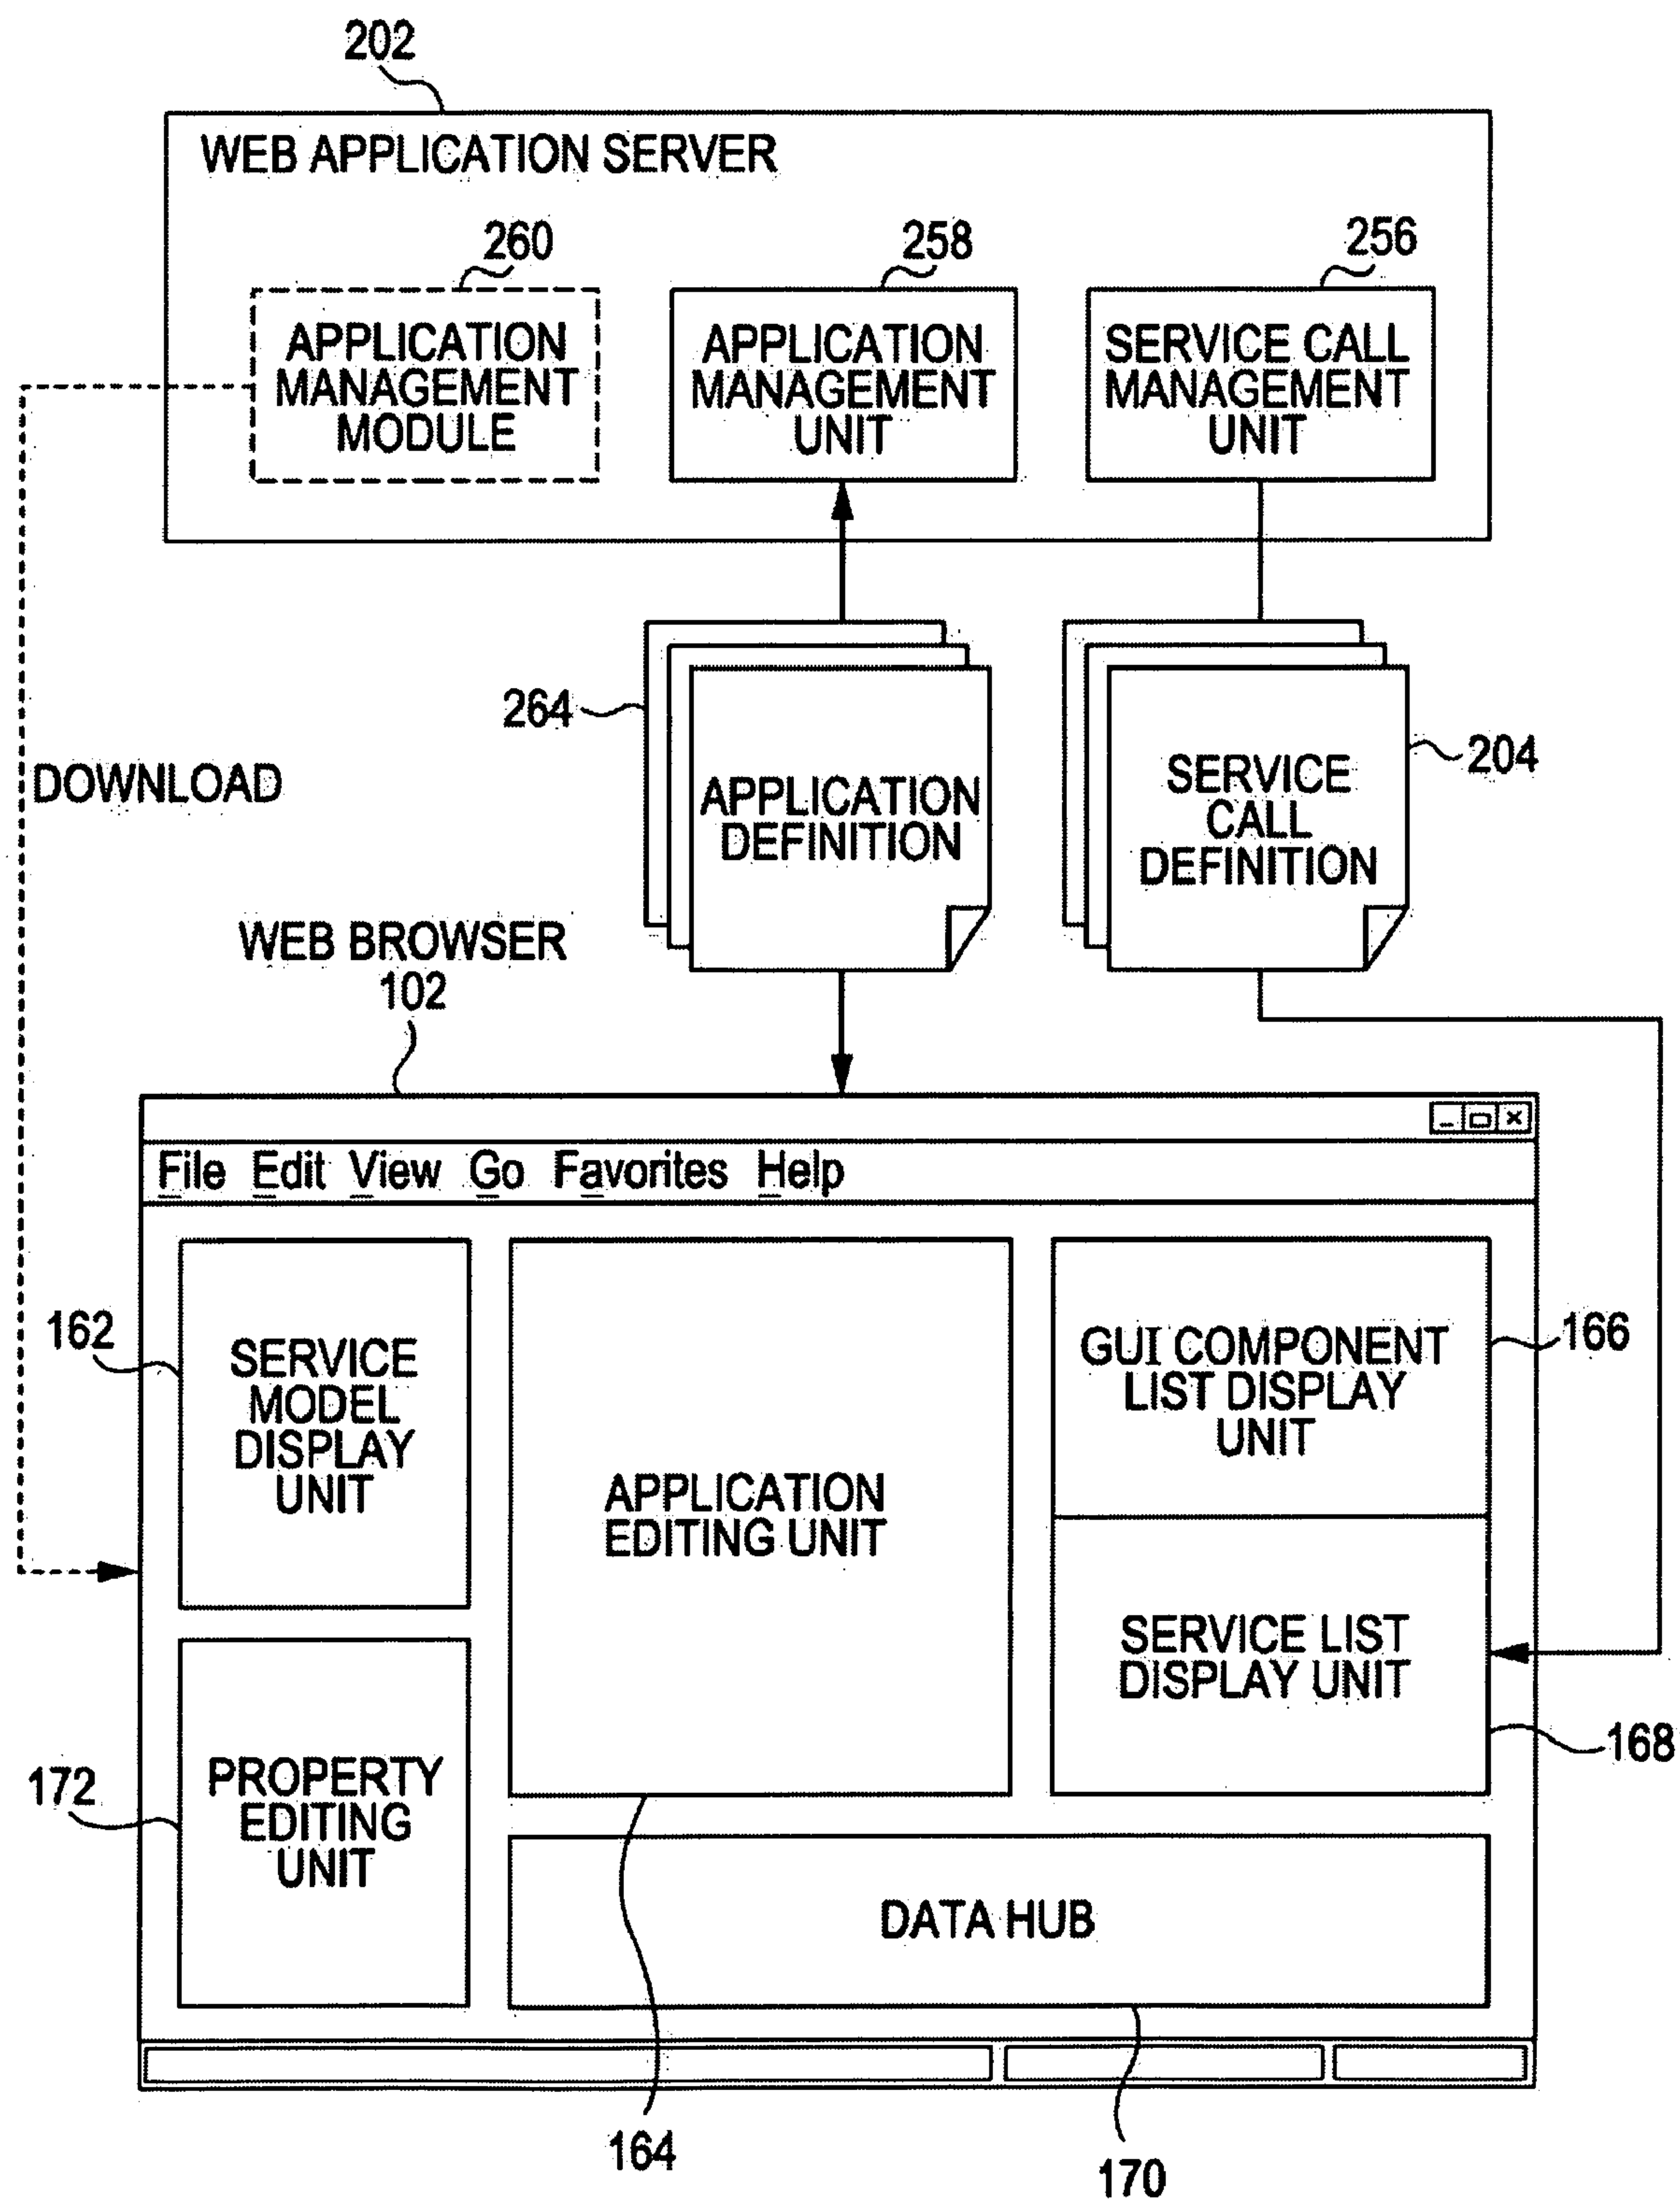 202
WEB APPLICATION SERVER
260
258
256
APPLICATION
MANAGEMENT
MODULE
APPLICATION
MANAGEMENT
UNIT
SERVICE CALL
MANAGEMENT
UNIT
264
204
DOWNLOAD
APPLICATION
DEFINITION
SERVICE
CALL
DEFINITION
WEB BROWSER
102
File Edit View Go Favorites Help
162
SERVICE
MODEL
DISPLAY
UNIT
APPLICATION
EDITING UNIT
GUI COMPONENT
LIST DISPLAY
UNIT
166
SERVICE LIST
DISPLAY UNIT
168
172
PROPERTY
EDITING
UNIT
DATA HUB
164
170